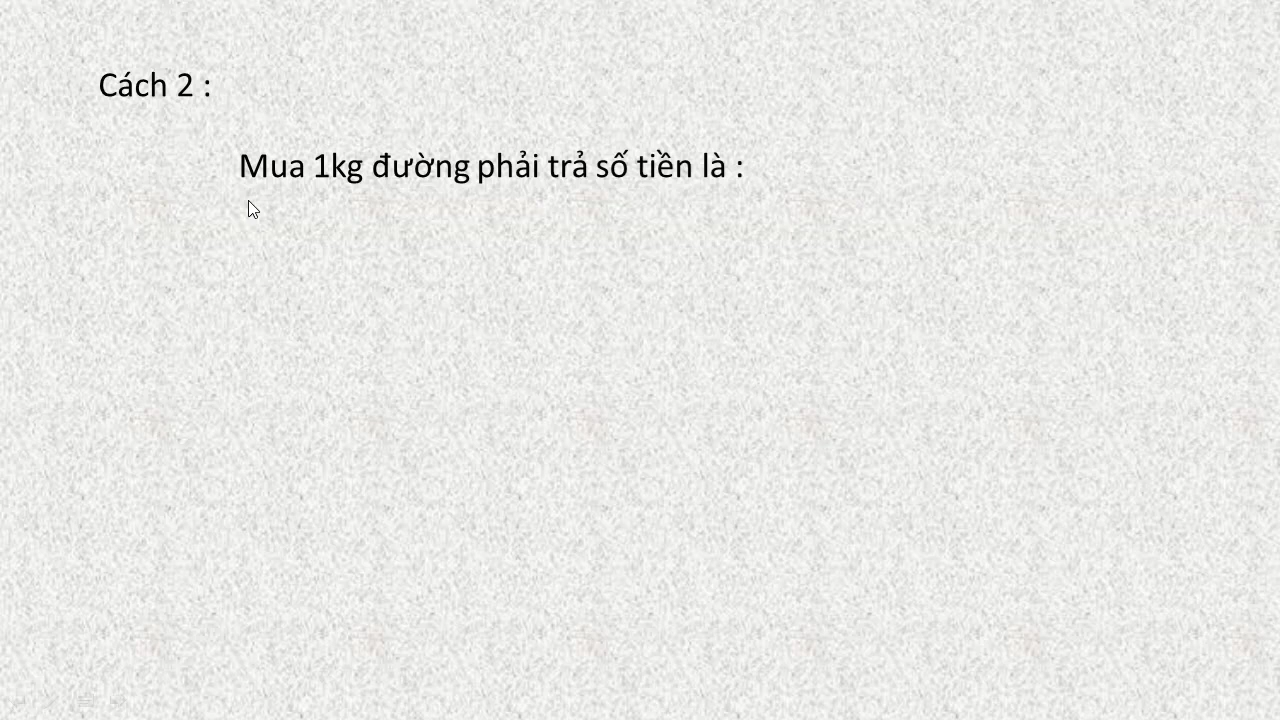 Cách 2 :
Mua 1kg đường phải trả số tiền là :